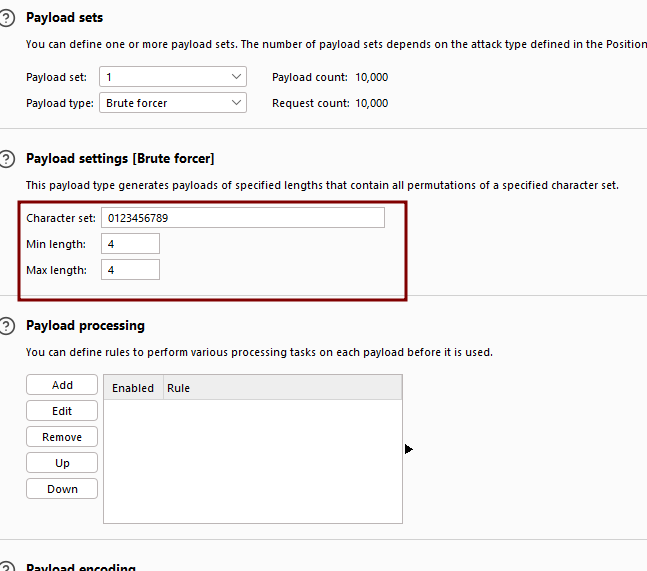 Payload sets
You can define one or more payload sets. The number of payload sets depends on the attack type defined in the Position
Payload set: 1 Payload count: 10,000
Payload type: Brute forcer Request count: 10,000
Payload settings [Brute forcer]
This payload type generates payloads of specified lengths that contain all permutations of a specified character set.
Character set: 0123456789
Min length: 4
Max length: 4
Payload processing
You can define rules to perform various processing tasks on each payload before it is used.
Add Enabled Rule
Edit
Remove
Up
Down
Payload encoding